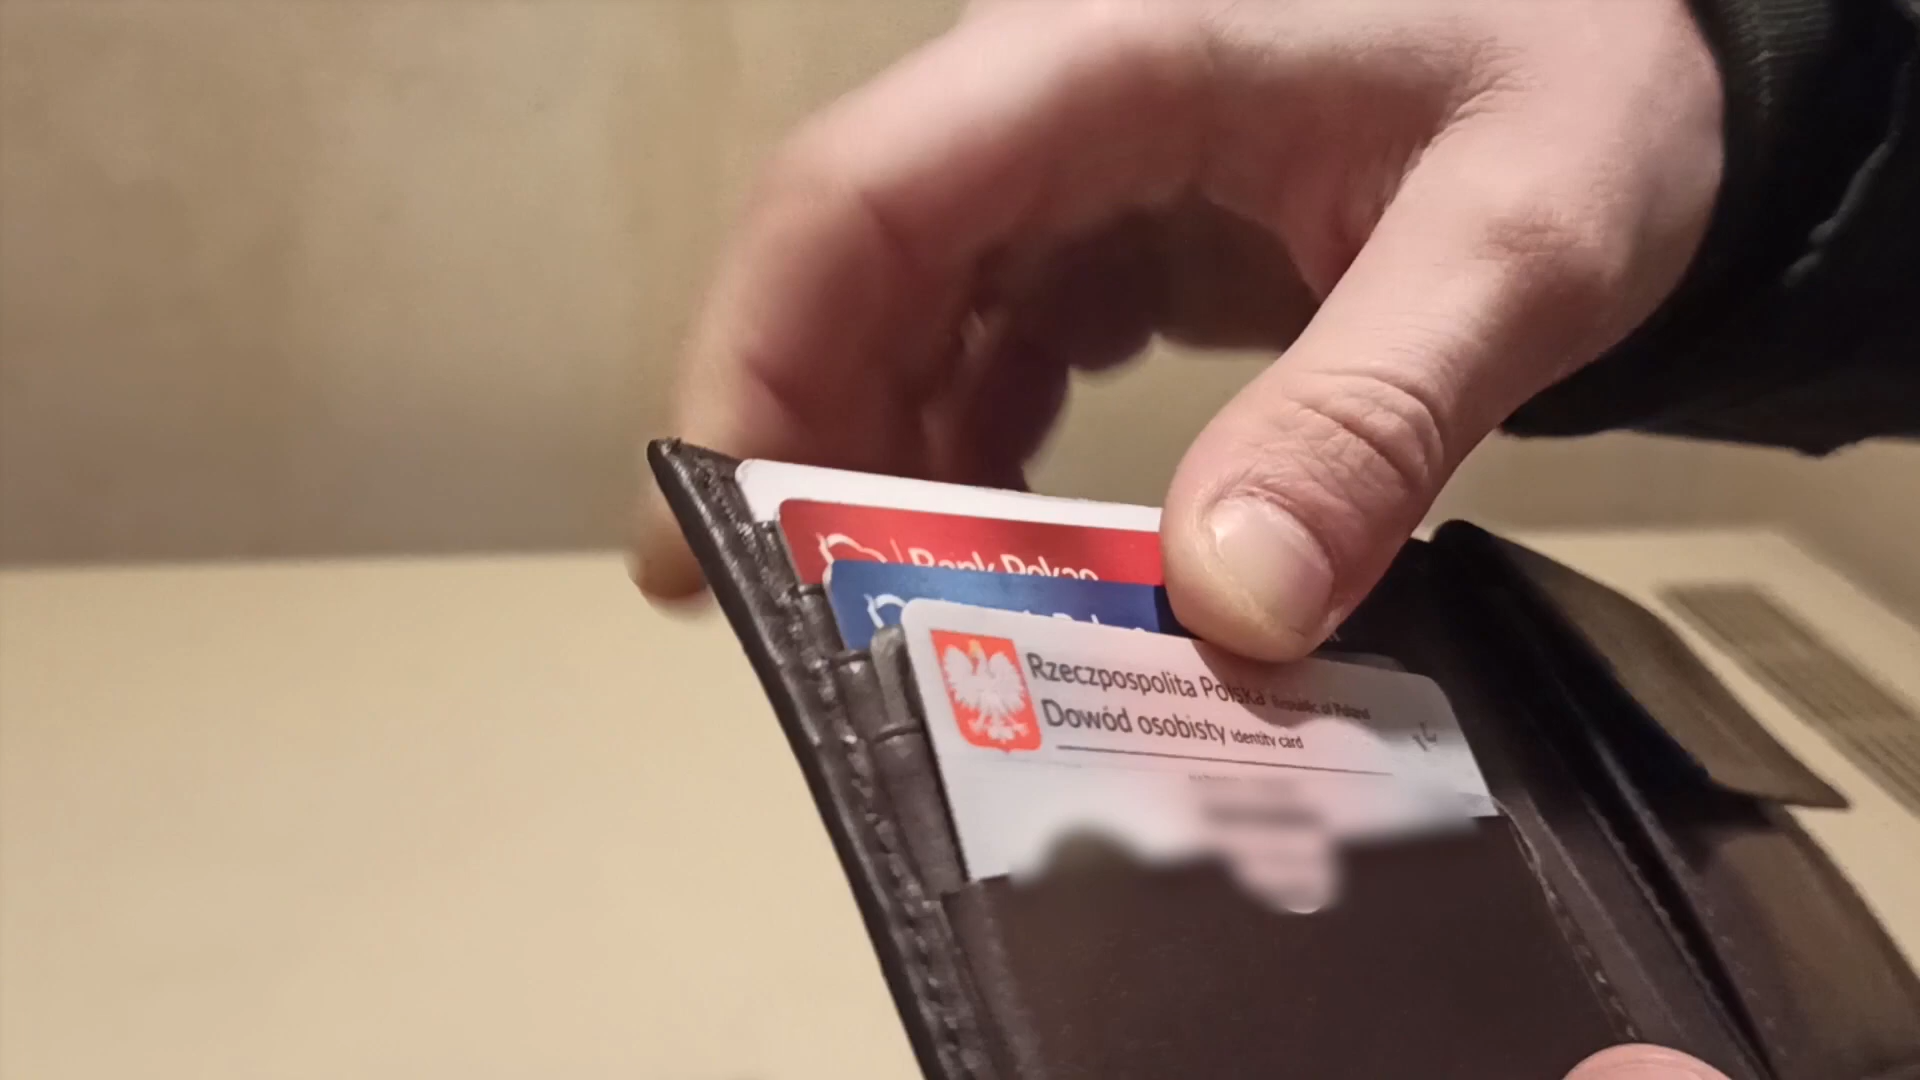 Bank Pekao
Rzeczpospolita Polska Republic of Poland
Dowód osobisty Identity card